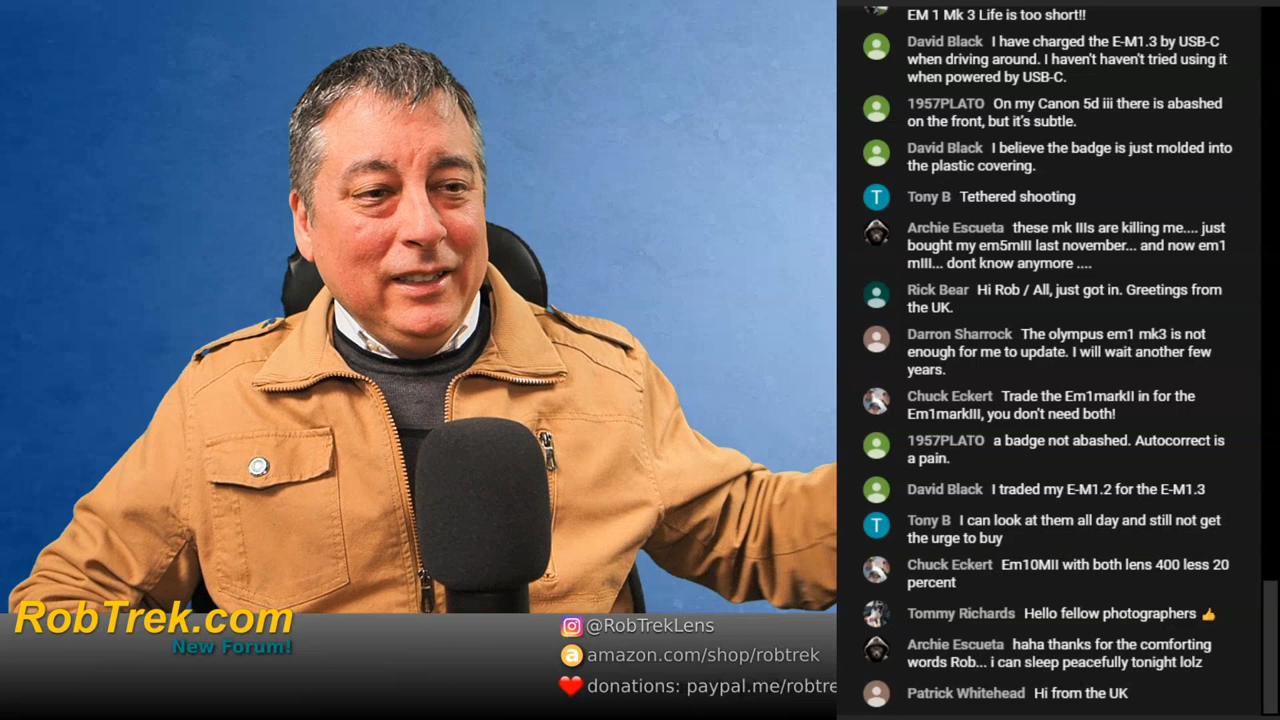 EM 1 Mk 3 Life is too short!!
David Black I have charged the E-M1.3 by USB-C
when driving around. I haven't haven't tried using it
when powered by USB-C.
1957PLATO On my Canon 5d iii there is abashed
on the front, but it's subtle.
David Black I believe the badge is just molded into
the plastic covering.
T Tony B Tethered shooting
Archie Escueta these mk IIIs are killing me.... just
bought my em5mIII last november... and now em1
mIII... dont know anymore ....
Rick Bear Hi Rob / All, just got in. Greetings from
the UK.
Darron Sharrock The olympus em1 mk3 is not
enough for me to update. I will wait another few
years.
Chuck Eckert Trade the Em1markII in for the
Em1markIII, you don't need both!
1957PLATO a badge not abashed. Autocorrect is
a pain.
David Black I traded my E-M1.2 for the E-M1.3
T Tony B I can look at them all day and still not get
the urge to buy
Chuck Eckert Em10MII with both lens 400 less 20
percent
Tommy Richards Hello fellow photographers 👍
Archie Escueta haha thanks for the comforting
words Rob... i can sleep peacefully tonight lolz
Patrick Whitehead Hi from the UK
RobTrek.com
New Forum!
@RobTrekLens
a amazon.com/shop/robtrek
donations: paypal.me/robtre